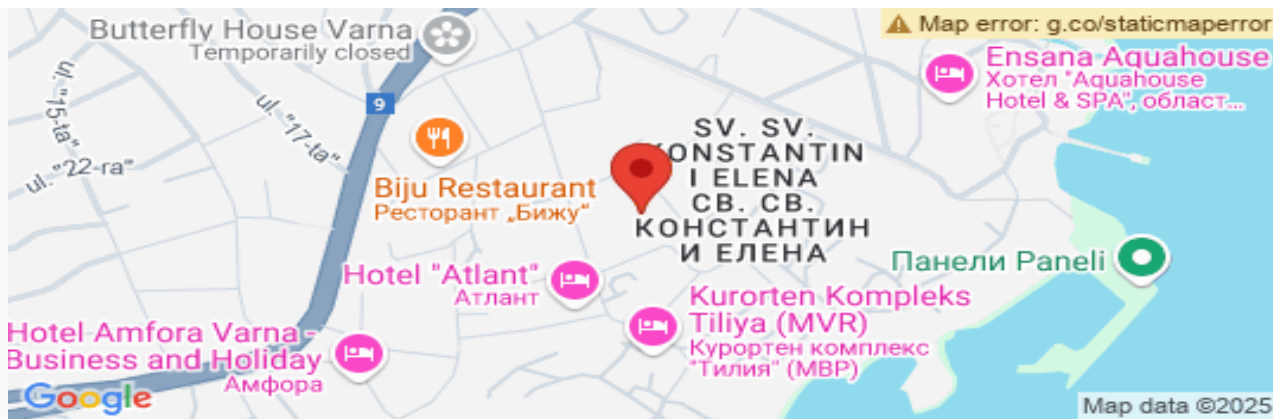 Butterfly House Varna
Temporarily closed
Map error: g.co/staticmaperror
Ensana Aquahouse
Хотел "Aquahouse
Hotel & SPA", област...
ul. "15-ta"
ul. "17-ta"
9
ul. "22-ra"
Biju Restaurant
Ресторант „Бижу“
SV. SV.
KONSTANTIN
I ELENA
СВ. СВ.
КОНСТАНТИН
И ЕЛЕНА
Панели Paneli
Hotel "Atlant"
Атлант
Kurorten Kompleks
Tiliya (MVR)
Курортен комплекс
"Тилия" (МВР)
Hotel Amfora Varna -
Business and Holiday
Амфора
Google
Map data ©2025